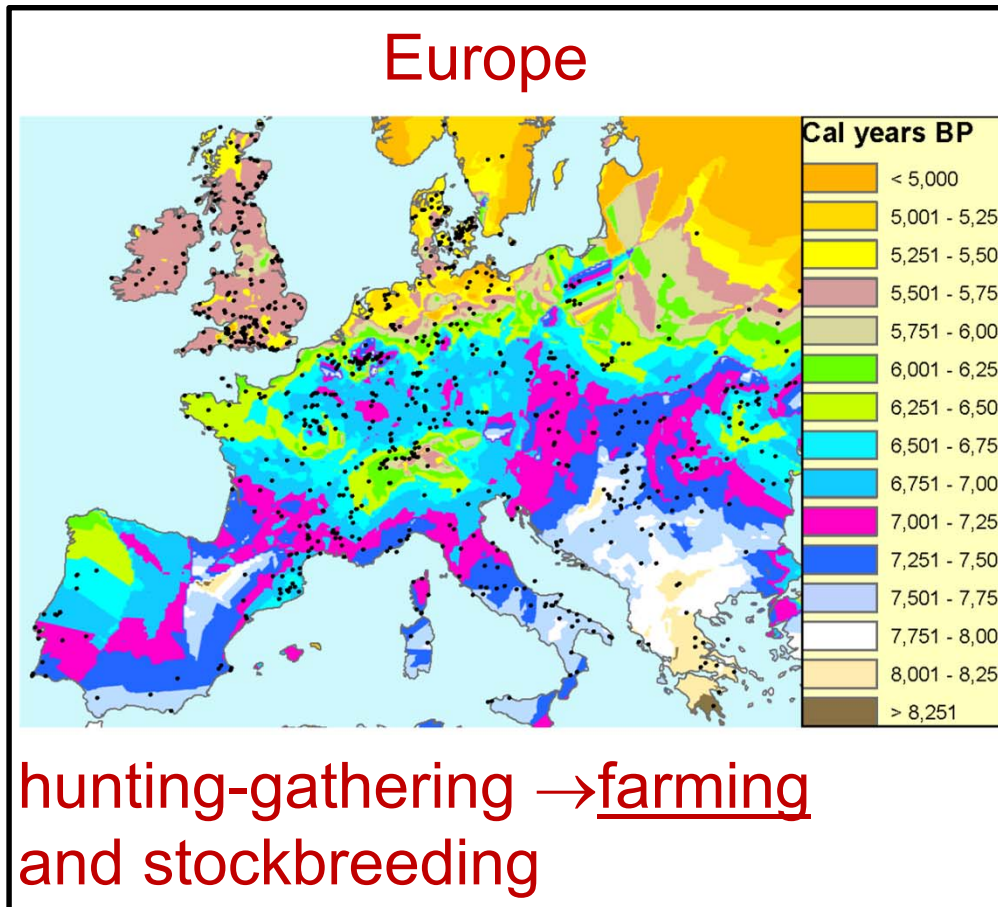 Europe
Cal years BP
< 5,000
5,001 - 5,25
5,251 - 5,50
5,501 - 5,75
5,751 - 6,00
6,001 - 6,25
6,251 - 6,50
6,501 - 6,75
6,751 - 7,00
7,001 - 7,25
7,251 - 7,50
7,501 - 7,75
7,751 - 8,00
8,001 - 8,25
> 8,251
hunting-gathering →farming
and stockbreeding